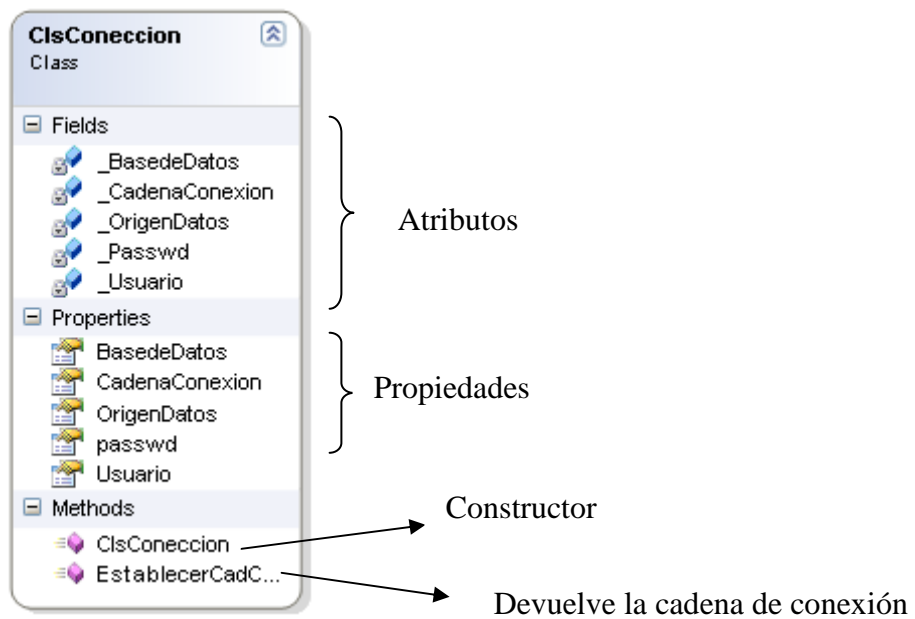 ClsConeccion
Class
Fields
_BasedeDatos
_CadenaConexion
_OrigenDatos
_Passwd
_Usuario
Atributos
Properties
BasedeDatos
CadenaConexion
OrigenDatos
passwd
Usuario
Propiedades
Methods
ClsConeccion
Constructor
EstablecerCadC...
Devuelve la cadena de conexión